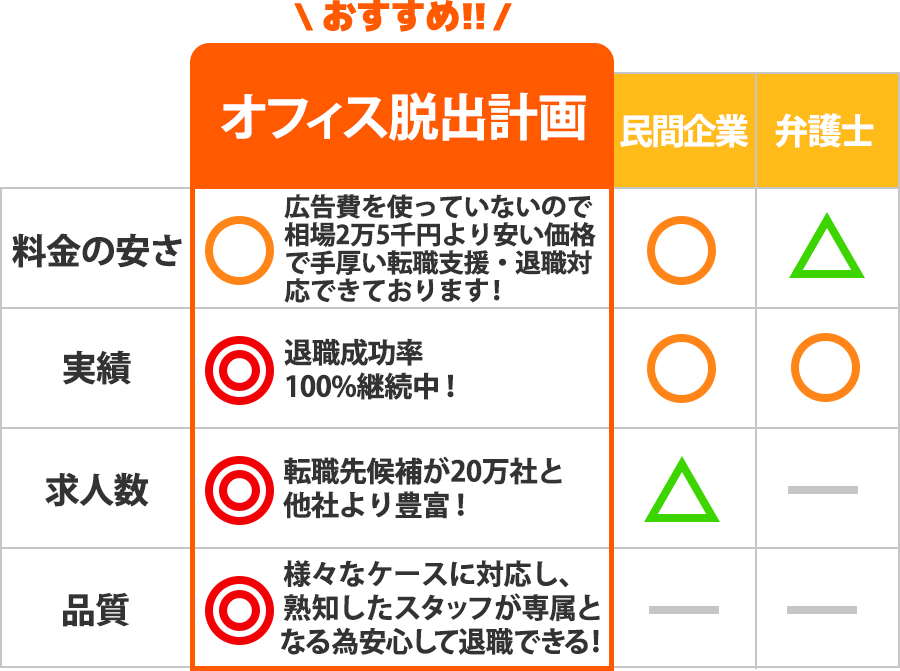 \ おすすめ!! /
オフィス脱出計画
民間企業
弁護士
料金の安さ
広告費を使っていないので
相場2万5千円より安い価格
で手厚い転職支援・退職対
応できております！
実績
退職成功率
100%継続中！
求人数
転職先候補が20万社と
他社より豊富！
品質
様々なケースに対応し、
熟知したスタッフが専属と
なる為安心して退職できる！